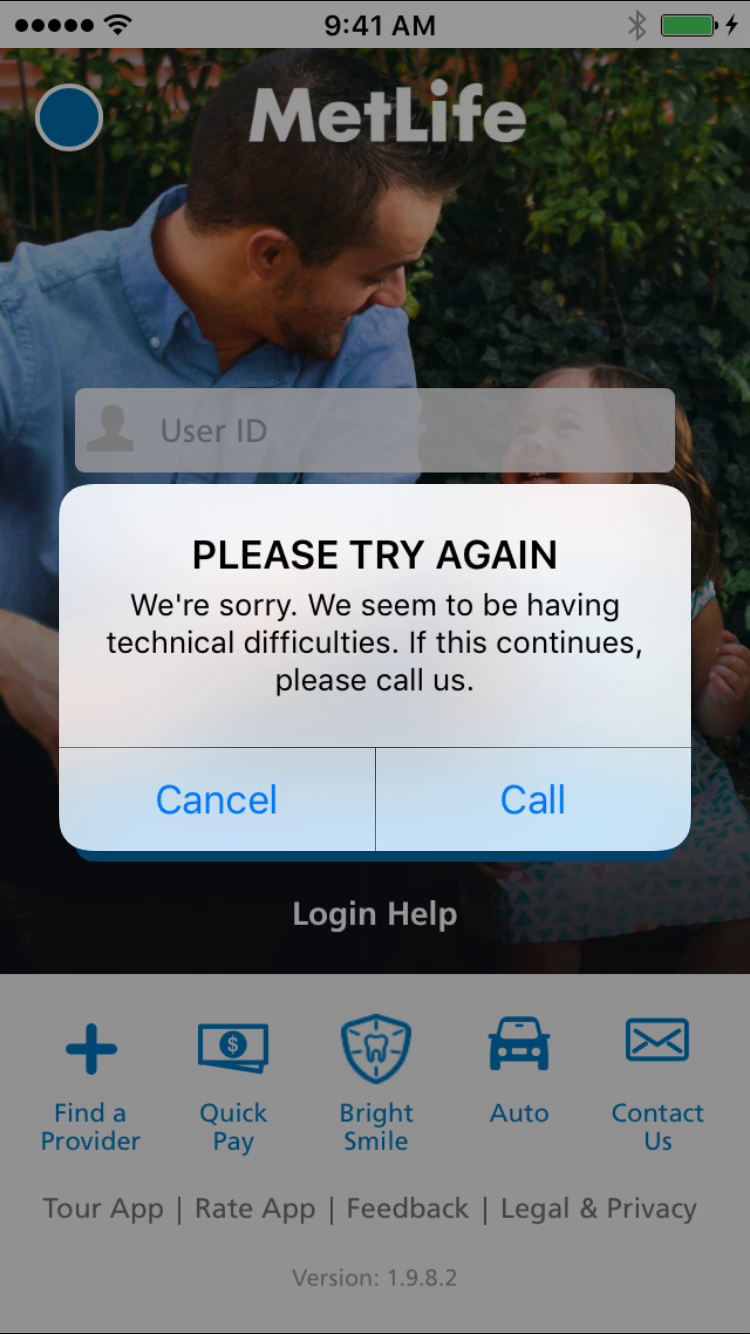 9:41 AM
MetLife
User ID
PLEASE TRY AGAIN
We're sorry. We seem to be having
technical difficulties. If this continues,
please call us.
Cancel
Call
Login Help
Find a
Provider
Quick
Pay
Bright
Smile
Auto
Contact
Us
Tour App | Rate App | Feedback | Legal & Privacy
Version: 1.9.8.2